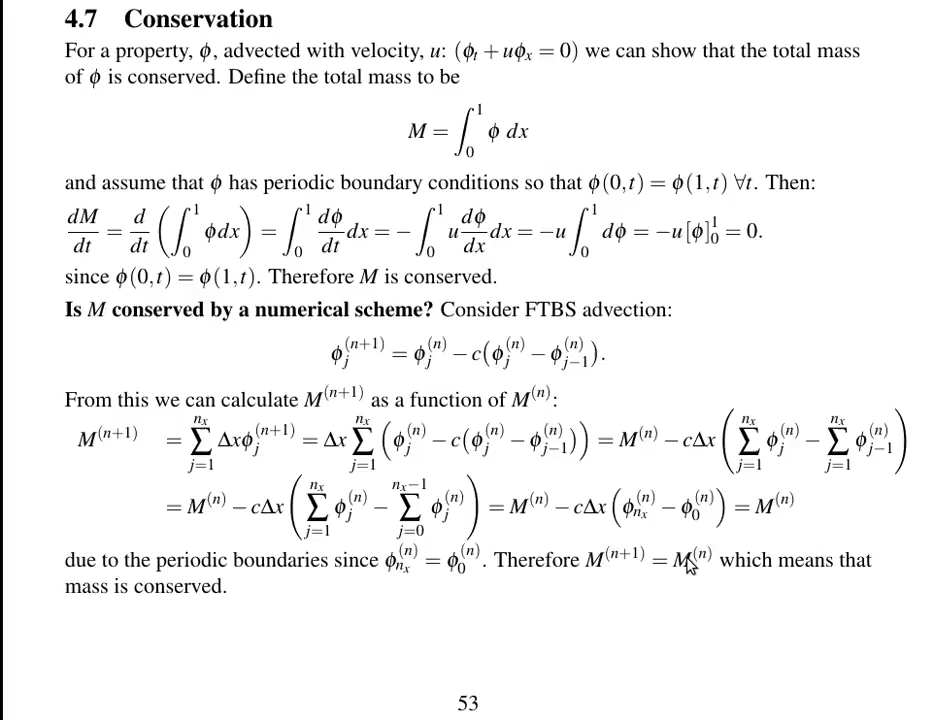 4.7 Conservation
For a property, ϕ, advected with velocity, u: (ϕ_t + uϕ_x = 0) we can show that the total mass
of ϕ is conserved. Define the total mass to be
M = ∫_0^1 ϕ dx
and assume that ϕ has periodic boundary conditions so that ϕ(0,t) = ϕ(1,t) ∀t. Then:
dM/dt = d/dt (∫_0^1 ϕdx) = ∫_0^1 dϕ/dt dx = −∫_0^1 u dϕ/dx dx = −u ∫_0^1 dϕ = −u[ϕ]_0^1 = 0.
since ϕ(0,t) = ϕ(1,t). Therefore M is conserved.
Is M conserved by a numerical scheme? Consider FTBS advection:
ϕ_j^(n+1) = ϕ_j^(n) − c(ϕ_j^(n) − ϕ_{j−1}^(n)).
From this we can calculate M^(n+1) as a function of M^(n):
M^(n+1) = ∑_{j=1}^{n_x} Δxϕ_j^(n+1) = Δx ∑_{j=1}^{n_x} (ϕ_j^(n) − c(ϕ_j^(n) − ϕ_{j−1}^(n))) = M^(n) − cΔx (∑_{j=1}^{n_x} ϕ_j^(n) − ∑_{j=1}^{n_x} ϕ_{j−1}^(n))
= M^(n) − cΔx (∑_{j=1}^{n_x} ϕ_j^(n) − ∑_{j=0}^{n_x−1} ϕ_j^(n)) = M^(n) − cΔx (ϕ_{n_x}^(n) − ϕ_0^(n)) = M^(n)
due to the periodic boundaries since ϕ_{n_x}^(n) = ϕ_0^(n). Therefore M^(n+1) = M^(n) which means that
mass is conserved.
53